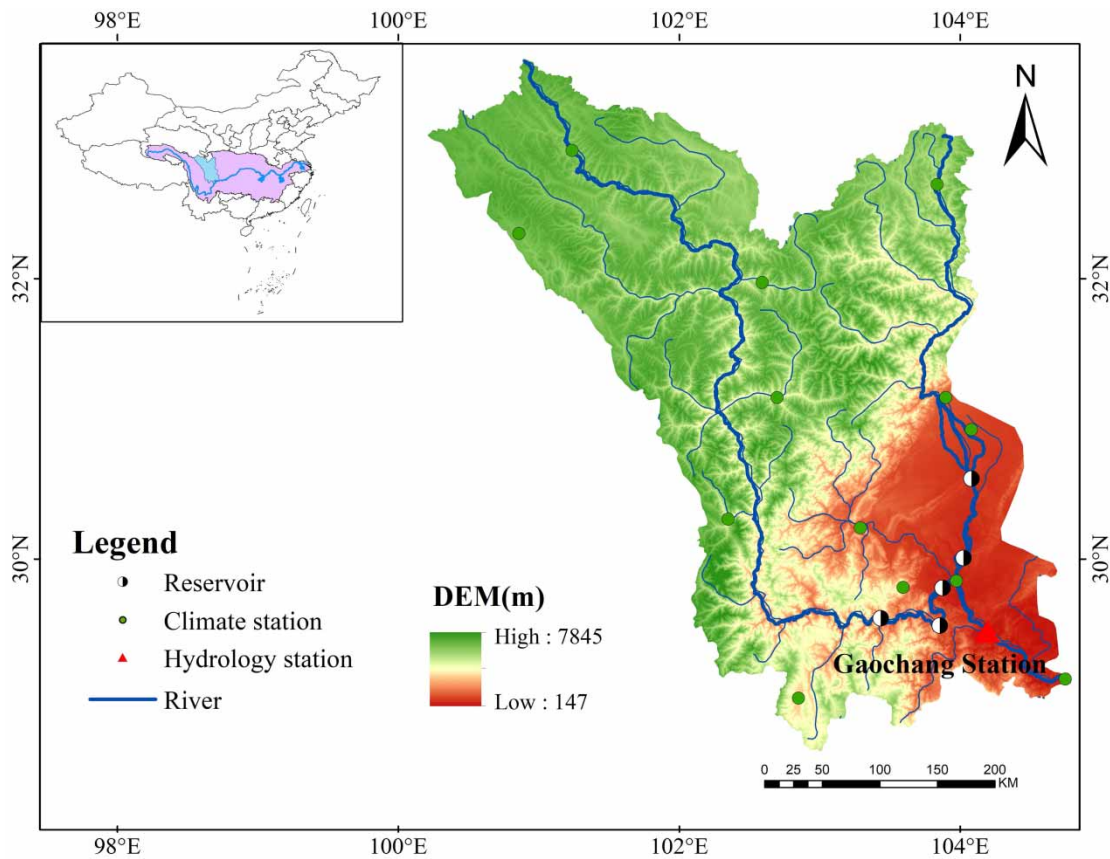 98°E 100°E 102°E 104°E
N
32°N 32°N
30°N 30°N
Legend
Reservoir
Climate station
Hydrology station
River
DEM(m)
High : 7845
Low : 147
Gaochang Station
0 25 50 100 150 200
KM
98°E 100°E 102°E 104°E